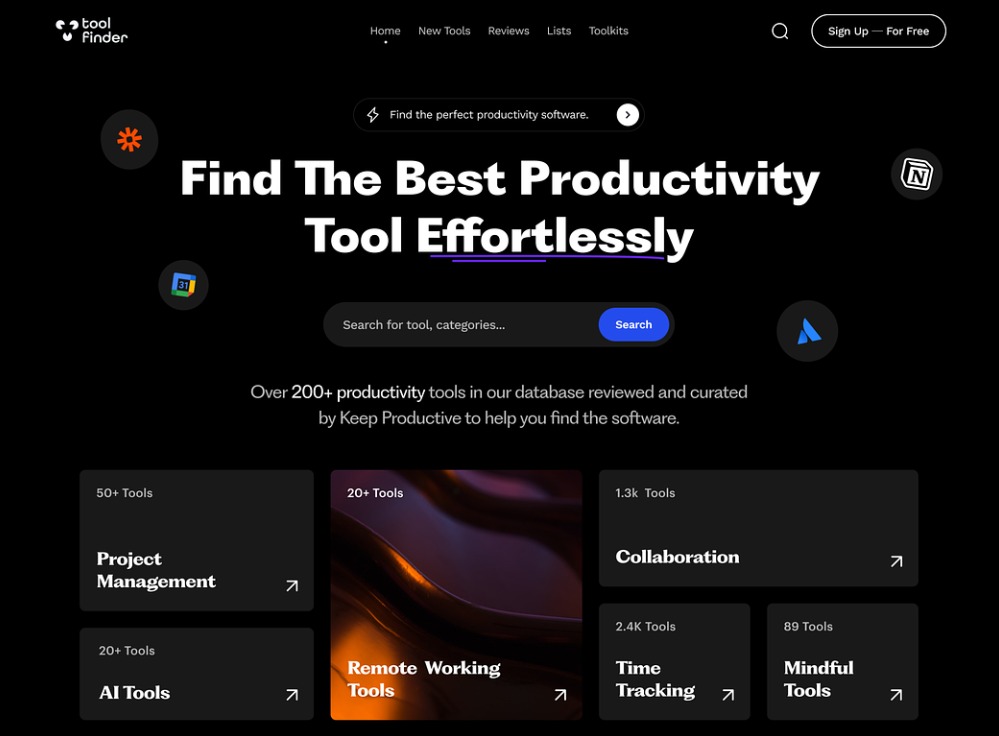 tool
finder
Home
New Tools
Reviews
Lists
Toolkits
Sign Up — For Free
Find the perfect productivity software.
Find The Best Productivity
Tool Effortlessly
N
31
Search for tool, categories...
Search
Over 200+ productivity tools in our database reviewed and curated
by Keep Productive to help you find the software.
50+ Tools
Project
Management
20+ Tools
AI Tools
20+ Tools
Remote Working
Tools
1.3k Tools
Collaboration
2.4K Tools
Time
Tracking
89 Tools
Mindful
Tools